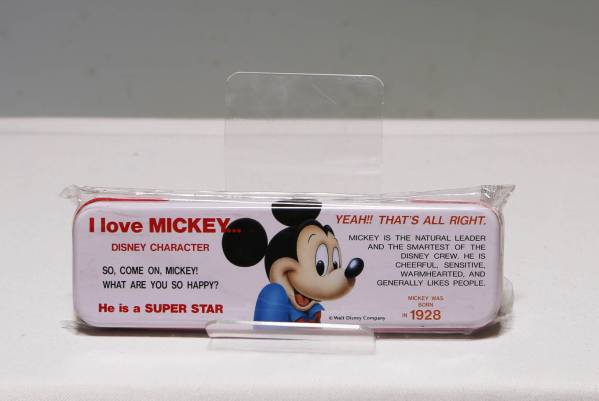 I love MICKEY...
DISNEY CHARACTER
SO, COME ON, MICKEY!
WHAT ARE YOU SO HAPPY?
He is a SUPER STAR
YEAH!! THAT'S ALL RIGHT.
MICKEY IS THE NATURAL LEADER
AND THE SMARTEST OF THE
DISNEY CREW. HE IS
CHEERFUL, SENSITIVE,
WARMHEARTED, AND
GENERALLY LIKES PEOPLE.
MICKEY WAS
BORN
IN 1928
© Walt Disney Company